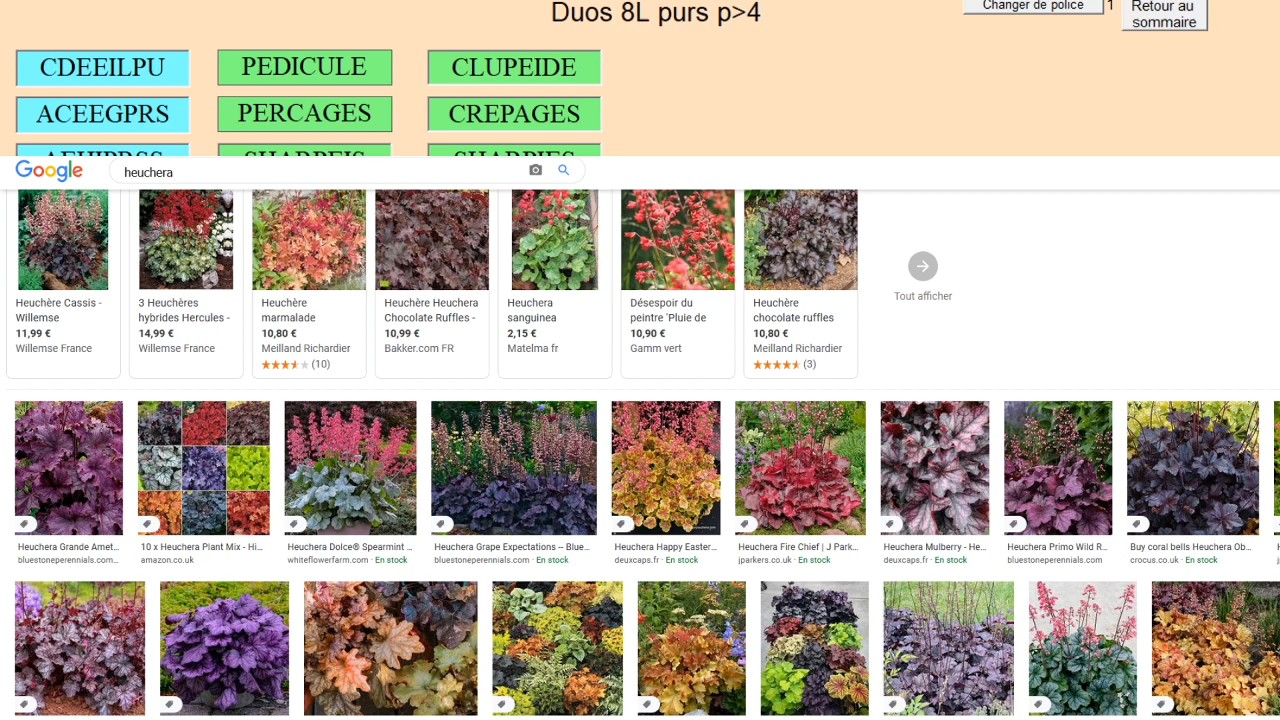 Duos 8L purs p>4
Changer de police
1
Retour au
sommaire
CDEEILPU
PEDICULE
CLUPEIDE
ACEEGPRS
PERCAGES
CREPAGES
Google
heuchera
Heuchère Cassis -
Willemse
11,99 €
Willemse France
3 Heuchères
hybrides Hercules -
14,99 €
Willemse France
Heuchère
marmalade
10,80 €
Meilland Richardier
(10)
Heuchère Heuchera
Chocolate Ruffles -
10,99 €
Bakker.com FR
Heuchera
sanguinea
2,15 €
Matelma fr
Désespoir du
peintre 'Pluie de
10,90 €
Gamm vert
Heuchère
chocolate ruffles
10,80 €
Meilland Richardier
(3)
Tout afficher
Heuchera Grande Amet...
bluestoneperennials.com...
10 x Heuchera Plant Mix - Hi...
amazon.co.uk
Heuchera Dolce® Spearmint ...
whiteflowerfarm.com · En stock
Heuchera Grape Expectations -- Blue...
bluestoneperennials.com · En stock
Heuchera Happy Easter...
deuxcaps.fr · En stock
Heuchera Fire Chief | J Park...
jparkers.co.uk · En stock
Heuchera Mulberry - He...
deuxcaps.fr · En stock
Heuchera Primo Wild R...
bluestoneperennials.com
Buy coral bells Heuchera Ob...
crocus.co.uk · En stock